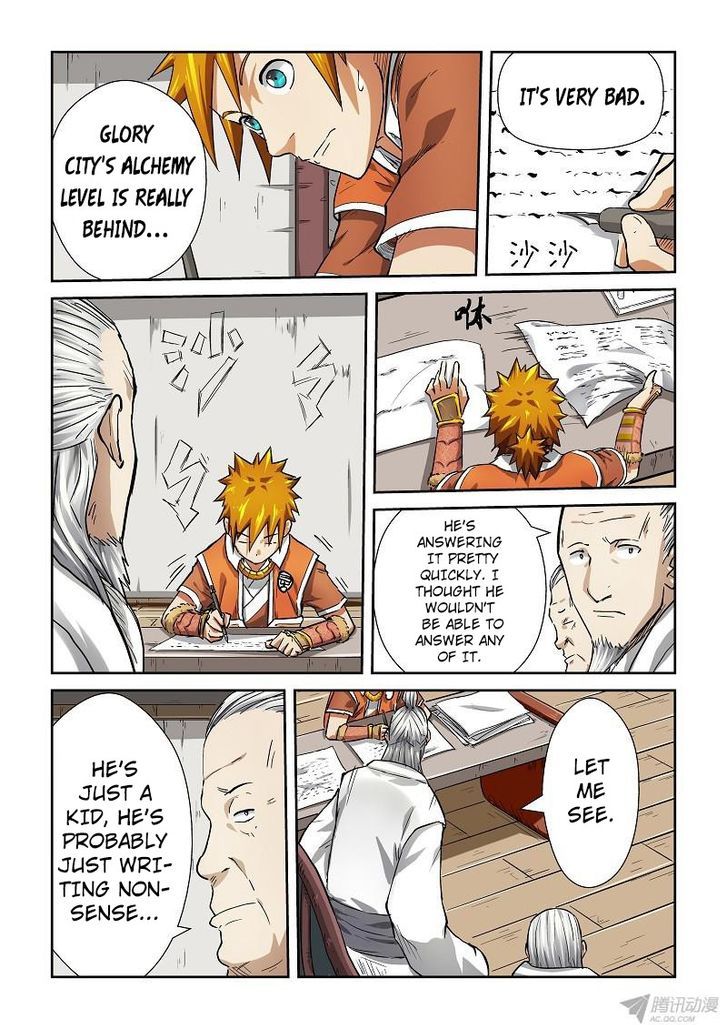 GLORY
CITY'S ALCHEMY
LEVEL IS REALLY
BEHIND...
IT'S VERY BAD.
沙 沙
咻
HE'S
ANSWERING
IT PRETTY
QUICKLY. I
THOUGHT HE
WOULDN'T
BE ABLE TO
ANSWER ANY
OF IT.
HE'S
JUST A
KID, HE'S
PROBABLY
JUST WRI-
TING NON-
SENSE...
LET
ME
SEE.
腾讯动漫
AC.QQ.COM